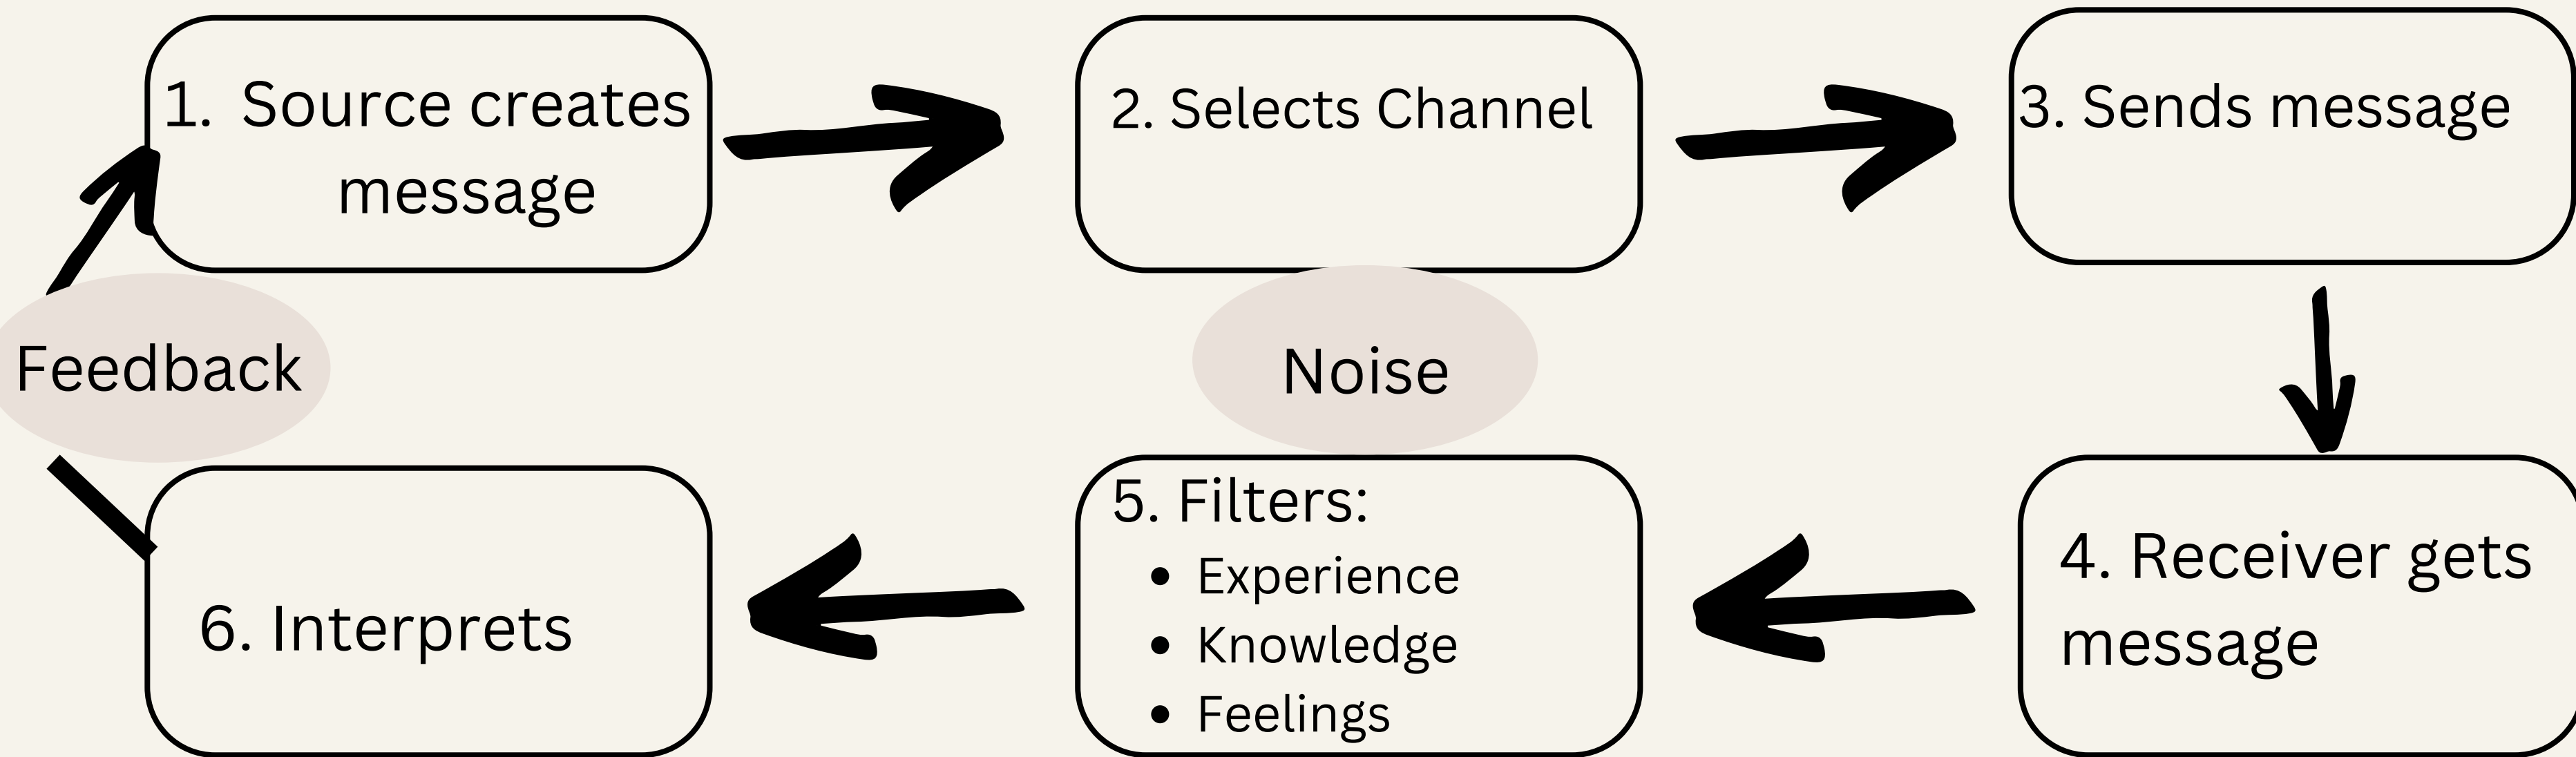 1. Source creates
message
2. Selects Channel
3. Sends message
Feedback
Noise
4. Receiver gets
message
5. Filters:
• Experience
• Knowledge
• Feelings
6. Interprets